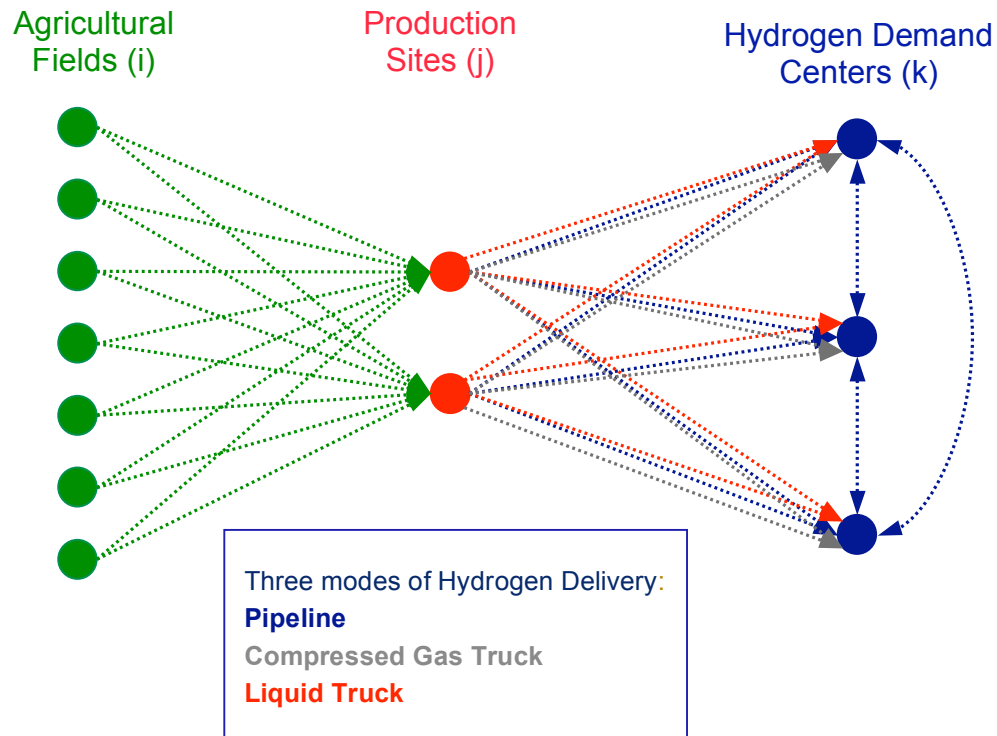 Agricultural
Fields (i)
Production
Sites (j)
Hydrogen Demand
Centers (k)
Three modes of Hydrogen Delivery:
Pipeline
Compressed Gas Truck
Liquid Truck